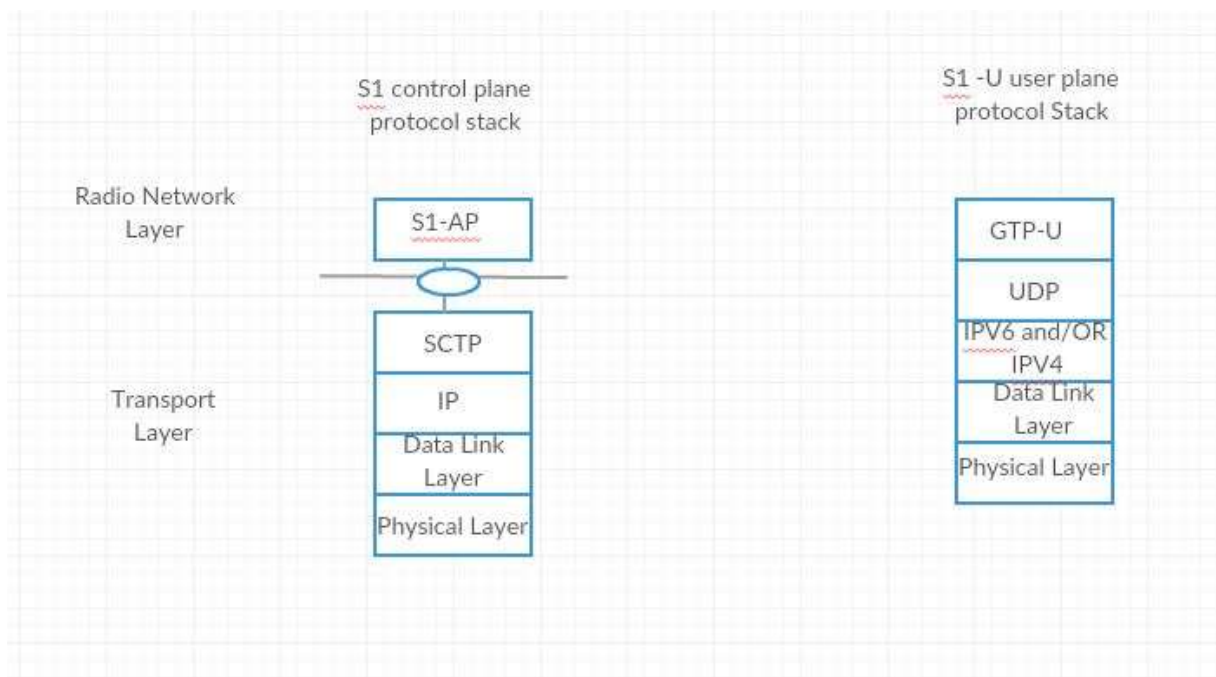 S1 control plane
protocol stack
S1 -U user plane
protocol Stack
Radio Network
Layer
S1-AP
GTP-U
UDP
IPV6 and/OR
IPV4
SCTP
IP
Data Link
Layer
Physical Layer
Transport
Layer
Data Link
Layer
Physical Layer